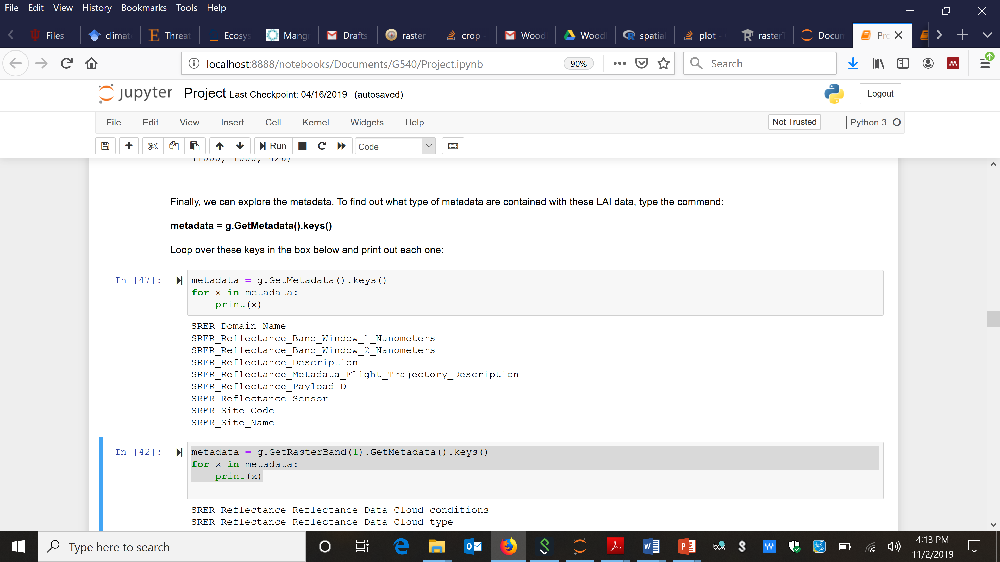 File Edit View History Bookmarks Tools Help
Files climat Threat Ecosys Mangr Drafts raster crop - Wood Wood spatial plot - raster Docum Pro
localhost:8888/notebooks/Documents/G540/Project.ipynb 90% Search
jupyter Project Last Checkpoint: 04/16/2019 (autosaved) Logout
File Edit View Insert Cell Kernel Widgets Help Not Trusted Python 3
Run Code
(1000, 1000, 426)
Finally, we can explore the metadata. To find out what type of metadata are contained with these LAI data, type the command:
metadata = g.GetMetadata().keys()
Loop over these keys in the box below and print out each one:
In [47]: metadata = g.GetMetadata().keys()
for x in metadata:
print(x)
SRER_Domain_Name
SRER_Reflectance_Band_Window_1_Nanometers
SRER_Reflectance_Band_Window_2_Nanometers
SRER_Reflectance_Description
SRER_Reflectance_Metadata_Flight_Trajectory_Description
SRER_Reflectance_PayloadID
SRER_Reflectance_Sensor
SRER_Site_Code
SRER_Site_Name
In [42]: metadata = g.GetRasterBand(1).GetMetadata().keys()
for x in metadata:
print(x)
SRER_Reflectance_Reflectance_Data_Cloud_conditions
SRER_Reflectance_Reflectance_Data_Cloud_type
Type here to search box 4:13 PM
11/2/2019